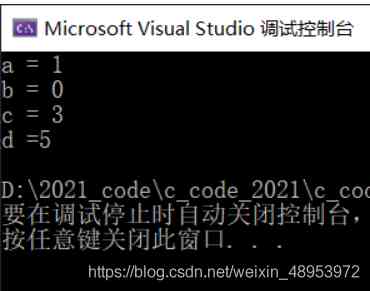 Microsoft Visual Studio 调试控制台
a = 1
b = 0
c = 3
d =5
D:\2021_code\c_code_2021\c_co
要在调试停止时自动关闭控制台，
按任意键关闭此窗口. . .
https://blog.csdn.net/weixin_48953972